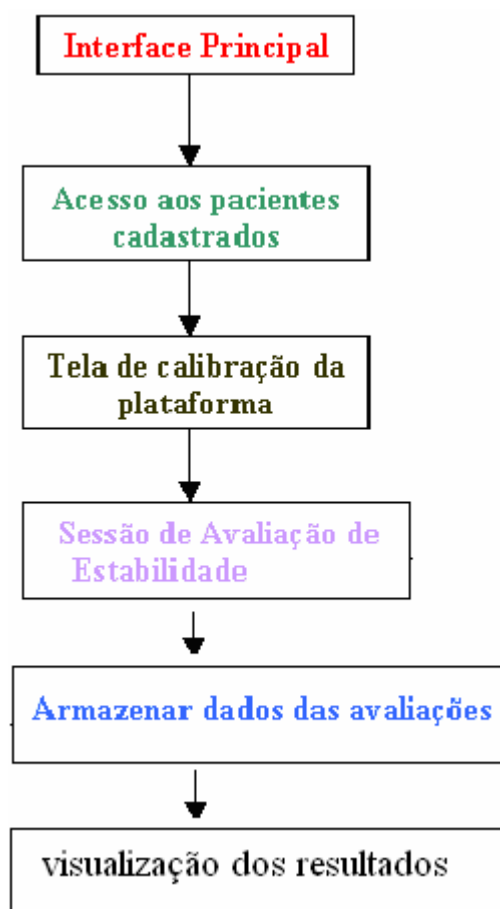 Interface Principal
Acesso aos pacientes
cadastrados
Tela de calibração da
plataforma
Sessão de Avaliação de
Estabilidade
Armazenar dados das avaliações
visualização dos resultados